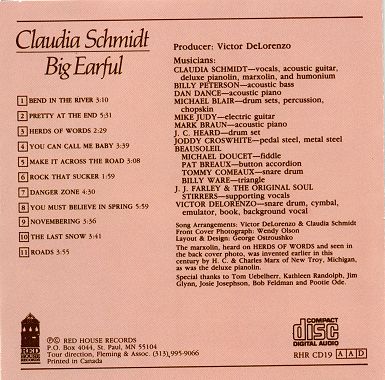 Claudia Schmidt
Big Earful
1 BEND IN THE RIVER 3:10
2 PRETTY AT THE END 5:31
3 HERDS OF WORDS 2:29
4 YOU CAN CALL ME BABY 3:39
5 MAKE IT ACROSS THE ROAD 3:08
6 ROCK THAT SUCKER 1:59
7 DANGER ZONE 4:30
8 YOU MUST BELIEVE IN SPRING 5:59
9 NOVEMBERING 3:36
10 THE LAST SNOW 3:41
11 ROADS 3:55
Producer: Victor DeLorenzo
Musicians:
CLAUDIA SCHMIDT—vocals, acoustic guitar,
deluxe pianolin, marxolin, and humonium
BILLY PETERSON—acoustic bass
DAN DANCE—acoustic piano
MICHAEL BLAIR—drum sets, percussion,
chopskin
MIKE JUDY—electric guitar
MARK BRAUN—acoustic piano
J. C. HEARD—drum set
JODDY CROSWHITE—pedal steel, metal steel
BEAUSOLEIL
MICHAEL DOUCET—fiddle
PAT BREAUX—button accordion
TOMMY COMEAUX—snare drum
BILLY WARE—triangle
J. J. FARLEY & THE ORIGINAL SOUL
STIRRERS—supporting vocals
VICTOR DELORENZO—snare drum, cymbal,
emulator, book, background vocal
Song Arrangements: Victor DeLorenzo & Claudia Schmidt
Front Cover Photograph: Wendy Olson
Layout & Design: George Ostroushko
The marxolin, heard on HERDS OF WORDS and seen in
the back cover photo, was invented earlier in this
century by H. C. & Charles Marx of New Troy, Michigan,
as was the deluxe pianolin.
Special thanks to Tom Uebelherr, Kathleen Randolph, Jim
Glynn, Josie Josephson, Bob Feldman and Pootie Ode.
RED HOUSE
RECORDS
Ⓟ© RED HOUSE RECORDS
P.O. Box 4044, St. Paul, MN 55104
Tour direction, Fleming & Assoc. (313) 995-9066
Printed in Canada
COMPACT
disc
DIGITAL AUDIO
RHR CD19 A A D